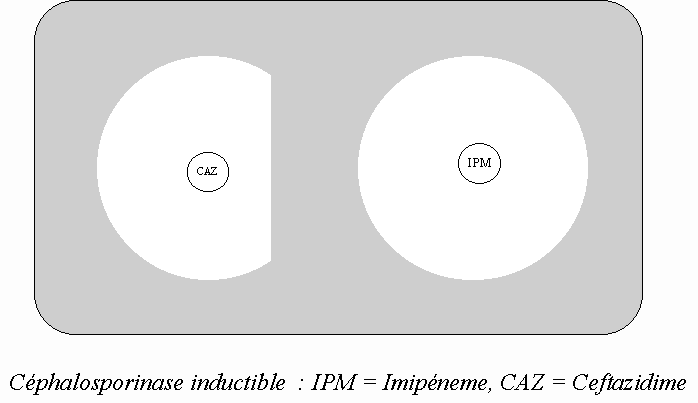 CAZ
IPM
Céphalosporinase inductible : IPM = Imipéneme, CAZ = Ceftazidime